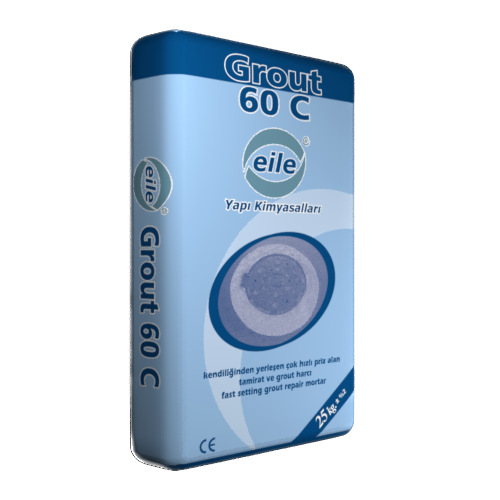 Grout
60 C
eile
®
Yapı Kimyasalları
kendiliğinden yerleşen çok hızlı priz alan
tamirat ve grout harcı
fast setting grout repair mortar
25 kg. ± %2
CE
eile
®
Grout 60 C